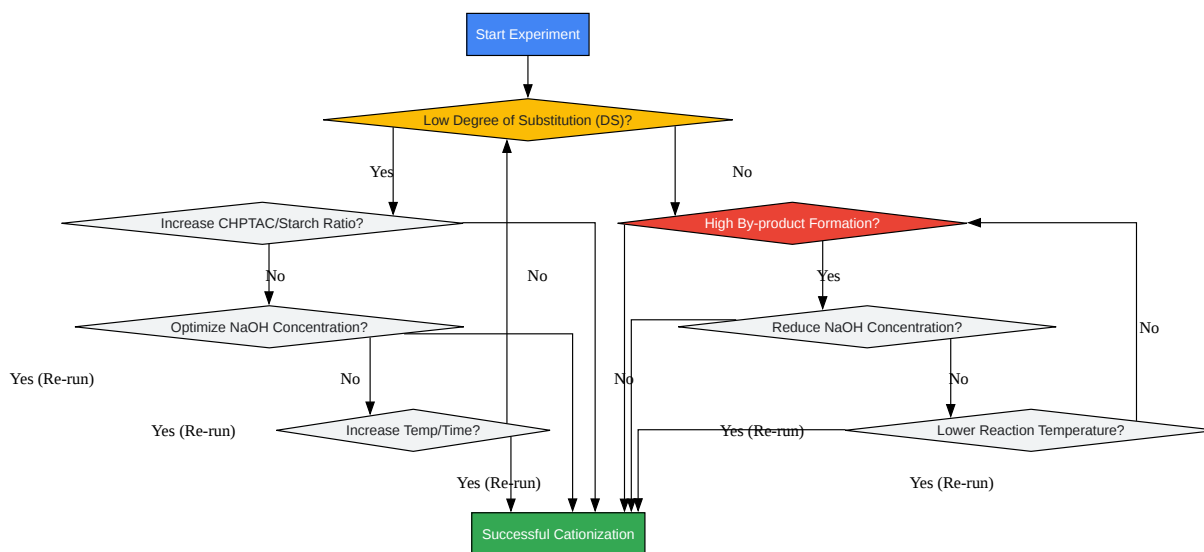 Start Experiment
Low Degree of Substitution (DS)?
Yes
No
Increase CHPTAC/Starch Ratio?
High By-product Formation?
No
No
Yes
Optimize NaOH Concentration?
Reduce NaOH Concentration?
No
Yes (Re-run)
No
No
No
Yes (Re-run)
Increase Temp/Time?
Yes (Re-run)
Lower Reaction Temperature?
Yes (Re-run)
Yes (Re-run)
Successful Cationization